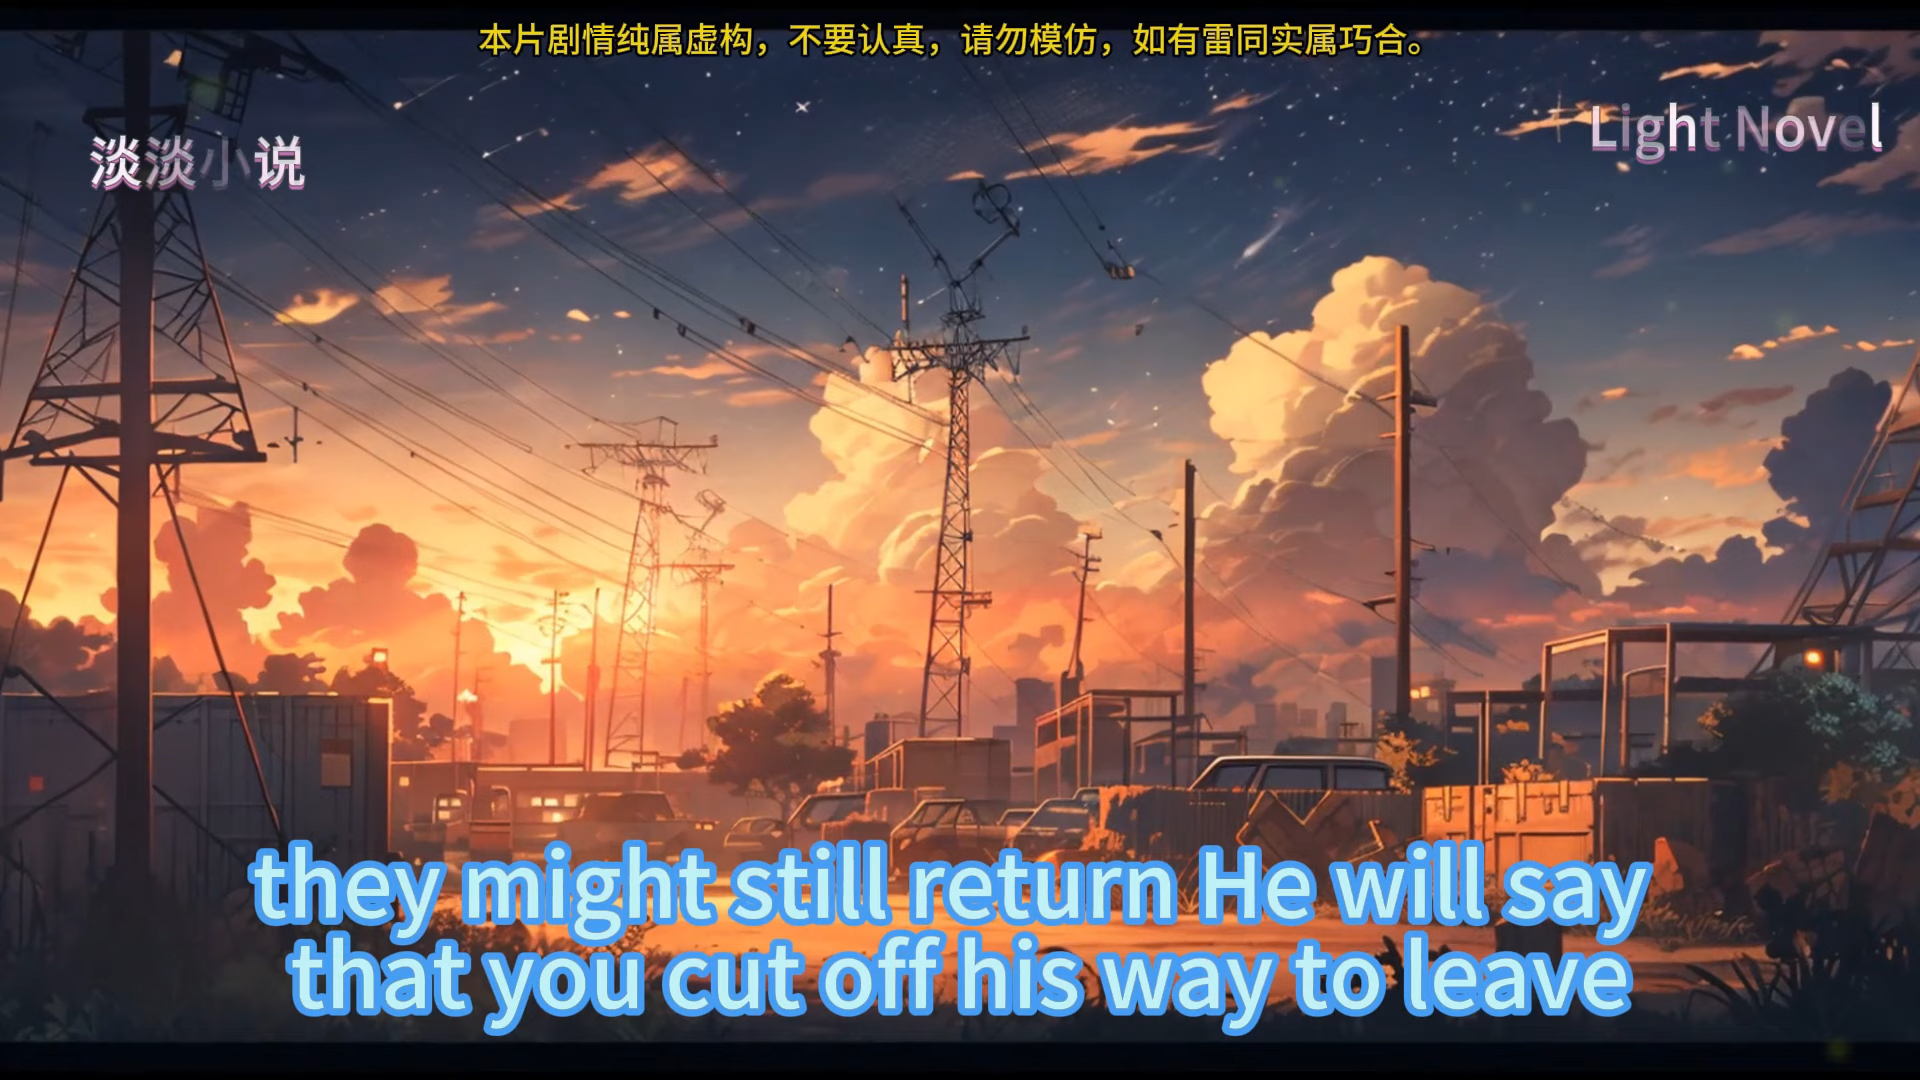 本片剧情纯属虚构，不要认真，请勿模仿，如有雷同实属巧合。
淡淡小说
Light Novel
they might still return He will say
that you cut off his way to leave